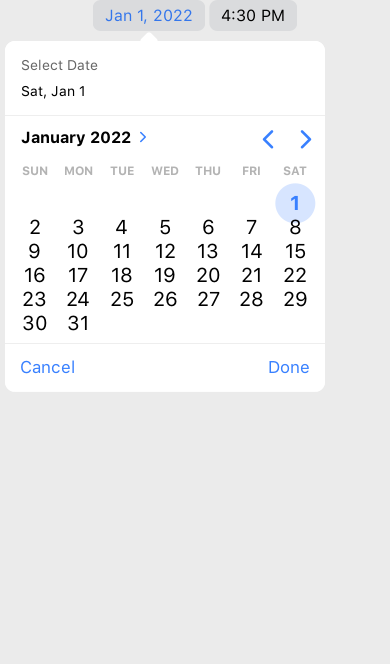 Jan 1, 2022 4:30 PM
Select Date
Sat, Jan 1
January 2022
SUN MON TUE WED THU FRI SAT
1
2 3 4 5 6 7 8
9 10 11 12 13 14 15
16 17 18 19 20 21 22
23 24 25 26 27 28 29
30 31
Cancel Done